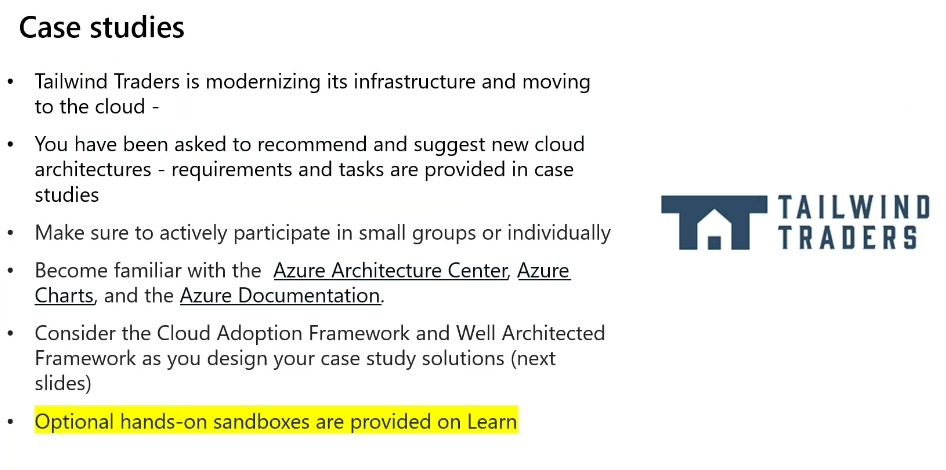 Case studies
• Tailwind Traders is modernizing its infrastructure and moving
to the cloud -
• You have been asked to recommend and suggest new cloud
architectures - requirements and tasks are provided in case
studies
• Make sure to actively participate in small groups or individually
• Become familiar with the  Azure Architecture Center, Azure
Charts, and the Azure Documentation.
• Consider the Cloud Adoption Framework and Well Architected
Framework as you design your case study solutions (next
slides)
• Optional hands-on sandboxes are provided on Learn
TAILWIND
TRADERS